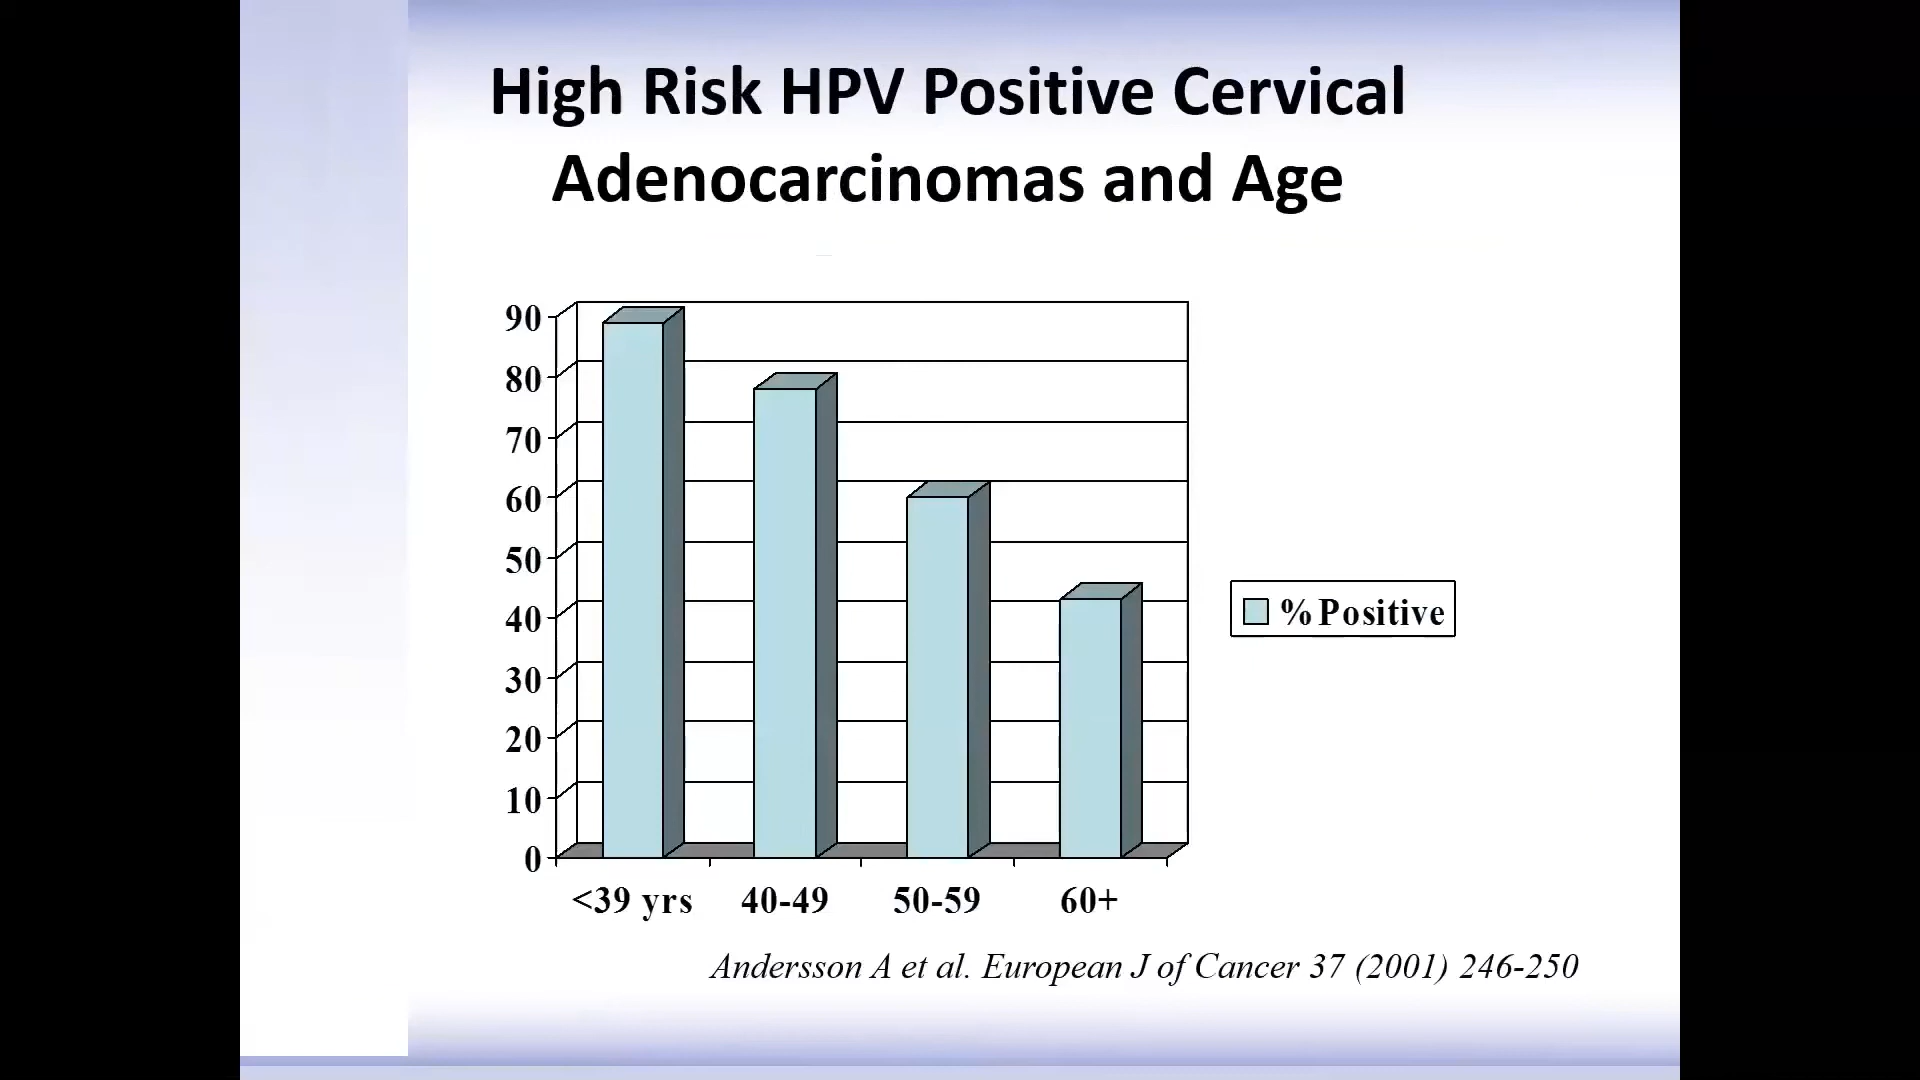 High Risk HPV Positive Cervical
Adenocarcinomas and Age
90
80
70
60
50
40
30
20
10
0
<39 yrs 40-49 50-59 60+
% Positive
Andersson A et al. European J of Cancer 37 (2001) 246-250